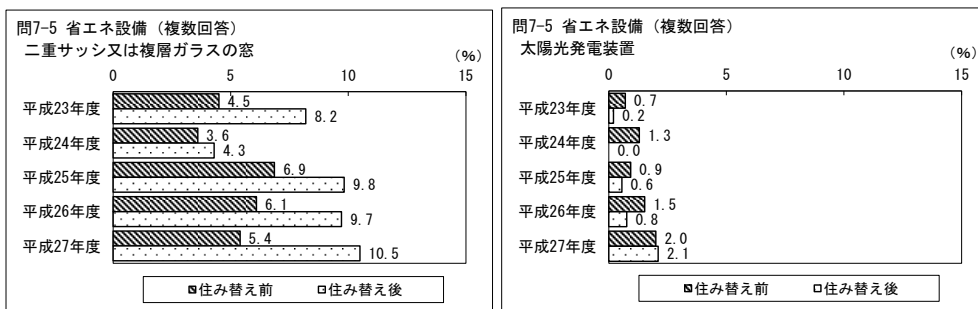 問7-5 省エネ設備（複数回答）
二重サッシ又は複層ガラスの窓
（％）
0 5 10 15
平成23年度 4.5
8.2
平成24年度 3.6
4.3
平成25年度 6.9
9.8
平成26年度 6.1
9.7
平成27年度 5.4
10.5
住み替え前 住み替え後
問7-5 省エネ設備（複数回答）
太陽光発電装置
（％）
0 5 10 15
平成23年度 0.7
0.2
平成24年度 1.3
0.0
平成25年度 0.9
0.6
平成26年度 1.5
0.8
平成27年度 2.0
2.1
住み替え前 住み替え後